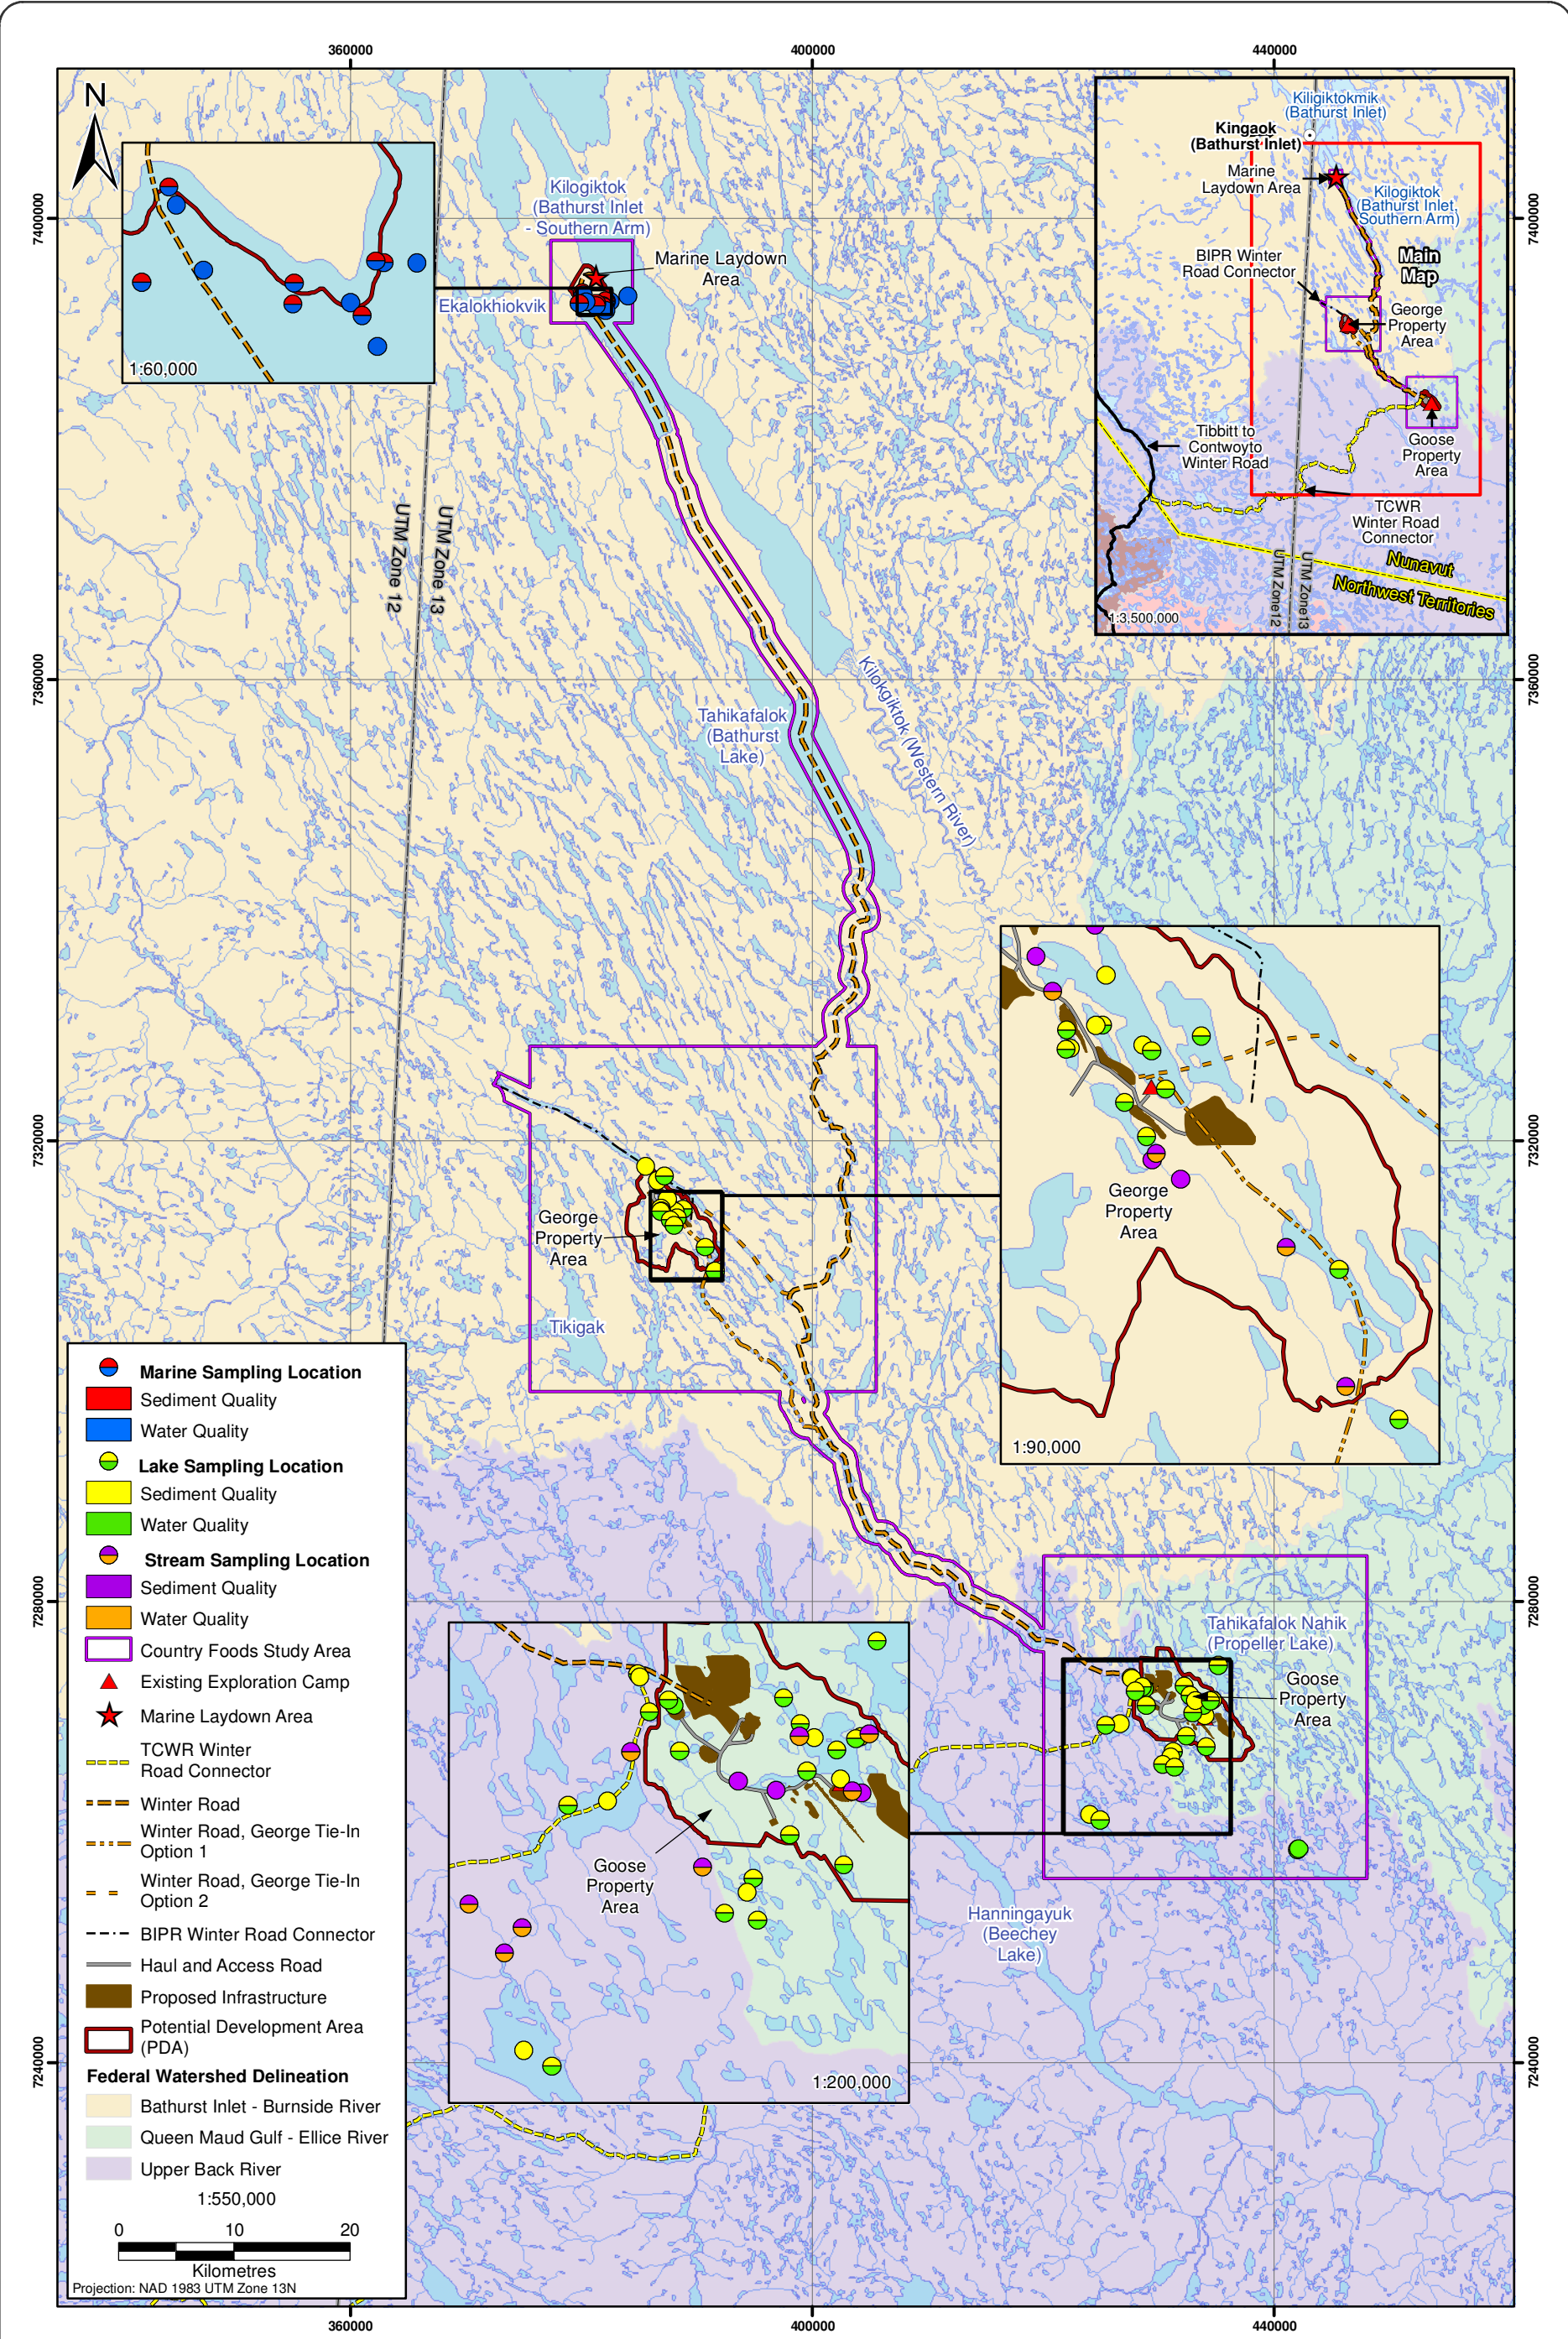 360000
400000
440000
N
1:60,000
Kilogiktok
(Bathurst Inlet
- Southern Arm)
Marine Laydown
Area
Ekalokhiokvik
Kiligiktokmik
(Bathurst Inlet)
Kingaok
(Bathurst Inlet)
Marine
Laydown Area
Kilogiktok
(Bathurst Inlet,
Southern Arm)
BIPR Winter
Road Connector
Main
Map
George
Property
Area
Tibbitt to
Contwoyto
Winter Road
Goose
Property
Area
TCWR
Winter Road
Connector
Nunavut
Northwest Territories
UTM Zone12
UTM Zone13
1:3,500,000
7400000
7400000
UTM Zone 12
UTM Zone 13
7360000
7360000
Tahikafalok
(Bathurst
Lake)
Kilokgiktok (Western River)
7320000
7320000
George
Property
Area
Tikigak
George
Property
Area
1:90,000
Marine Sampling Location
Sediment Quality
Water Quality
Lake Sampling Location
Sediment Quality
Water Quality
Stream Sampling Location
Sediment Quality
Water Quality
Country Foods Study Area
Existing Exploration Camp
Marine Laydown Area
TCWR Winter
Road Connector
Winter Road
Winter Road, George Tie-In
Option 1
Winter Road, George Tie-In
Option 2
BIPR Winter Road Connector
Haul and Access Road
Proposed Infrastructure
Potential Development Area
(PDA)
Federal Watershed Delineation
Bathurst Inlet - Burnside River
Queen Maud Gulf - Ellice River
Upper Back River
1:550,000
0
10
20
Kilometres
Projection: NAD 1983 UTM Zone 13N
7280000
7280000
Tahikafalok Nahik
(Propeller Lake)
Goose
Property
Area
Goose
Property
Area
1:200,000
Hanningayuk
(Beechey
Lake)
7240000
7240000
360000
400000
440000